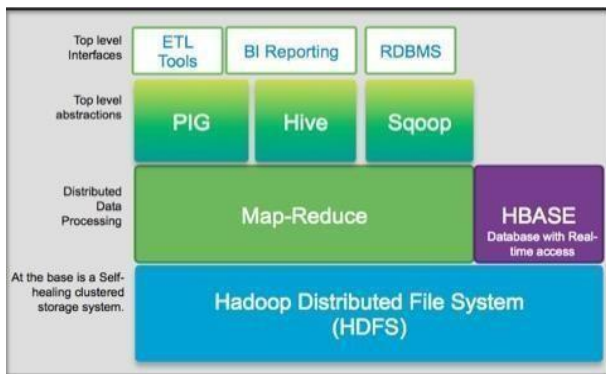 Top level
Interfaces
ETL
Tools
BI Reporting
RDBMS
Top level
abstractions
PIG
Hive
Sqoop
Distributed
Data
Processing
Map-Reduce
HBASE
Database with Real-
time access
At the base is a Self-
healing clustered
storage system.
Hadoop Distributed File System
(HDFS)